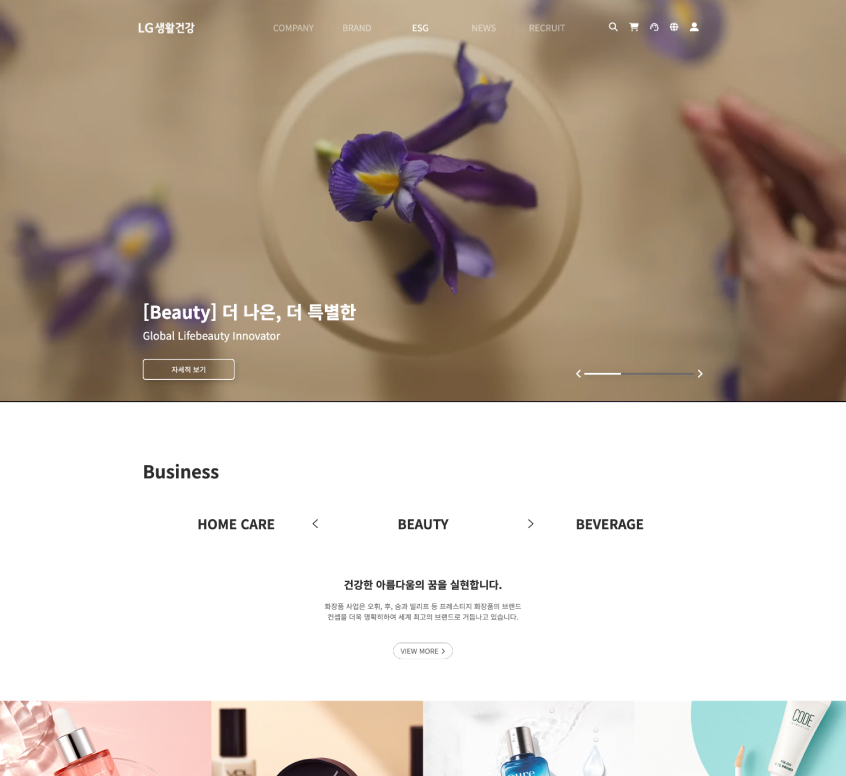 LG생활건강
COMPANY BRAND ESG NEWS RECRUIT
[Beauty] 더 나은, 더 특별한
Global Lifebeauty Innovator
자세히 보기
Business
HOME CARE BEAUTY BEVERAGE
건강한 아름다움의 꿈을 실현합니다.
화장품 사업은 오휘, 후, 숨과 빌리프 등 프레스티지 화장품의 브랜드
컨셉을 더욱 명확히하여 세계 최고의 브랜드로 거듭나고 있습니다.
VIEW MORE
CODE